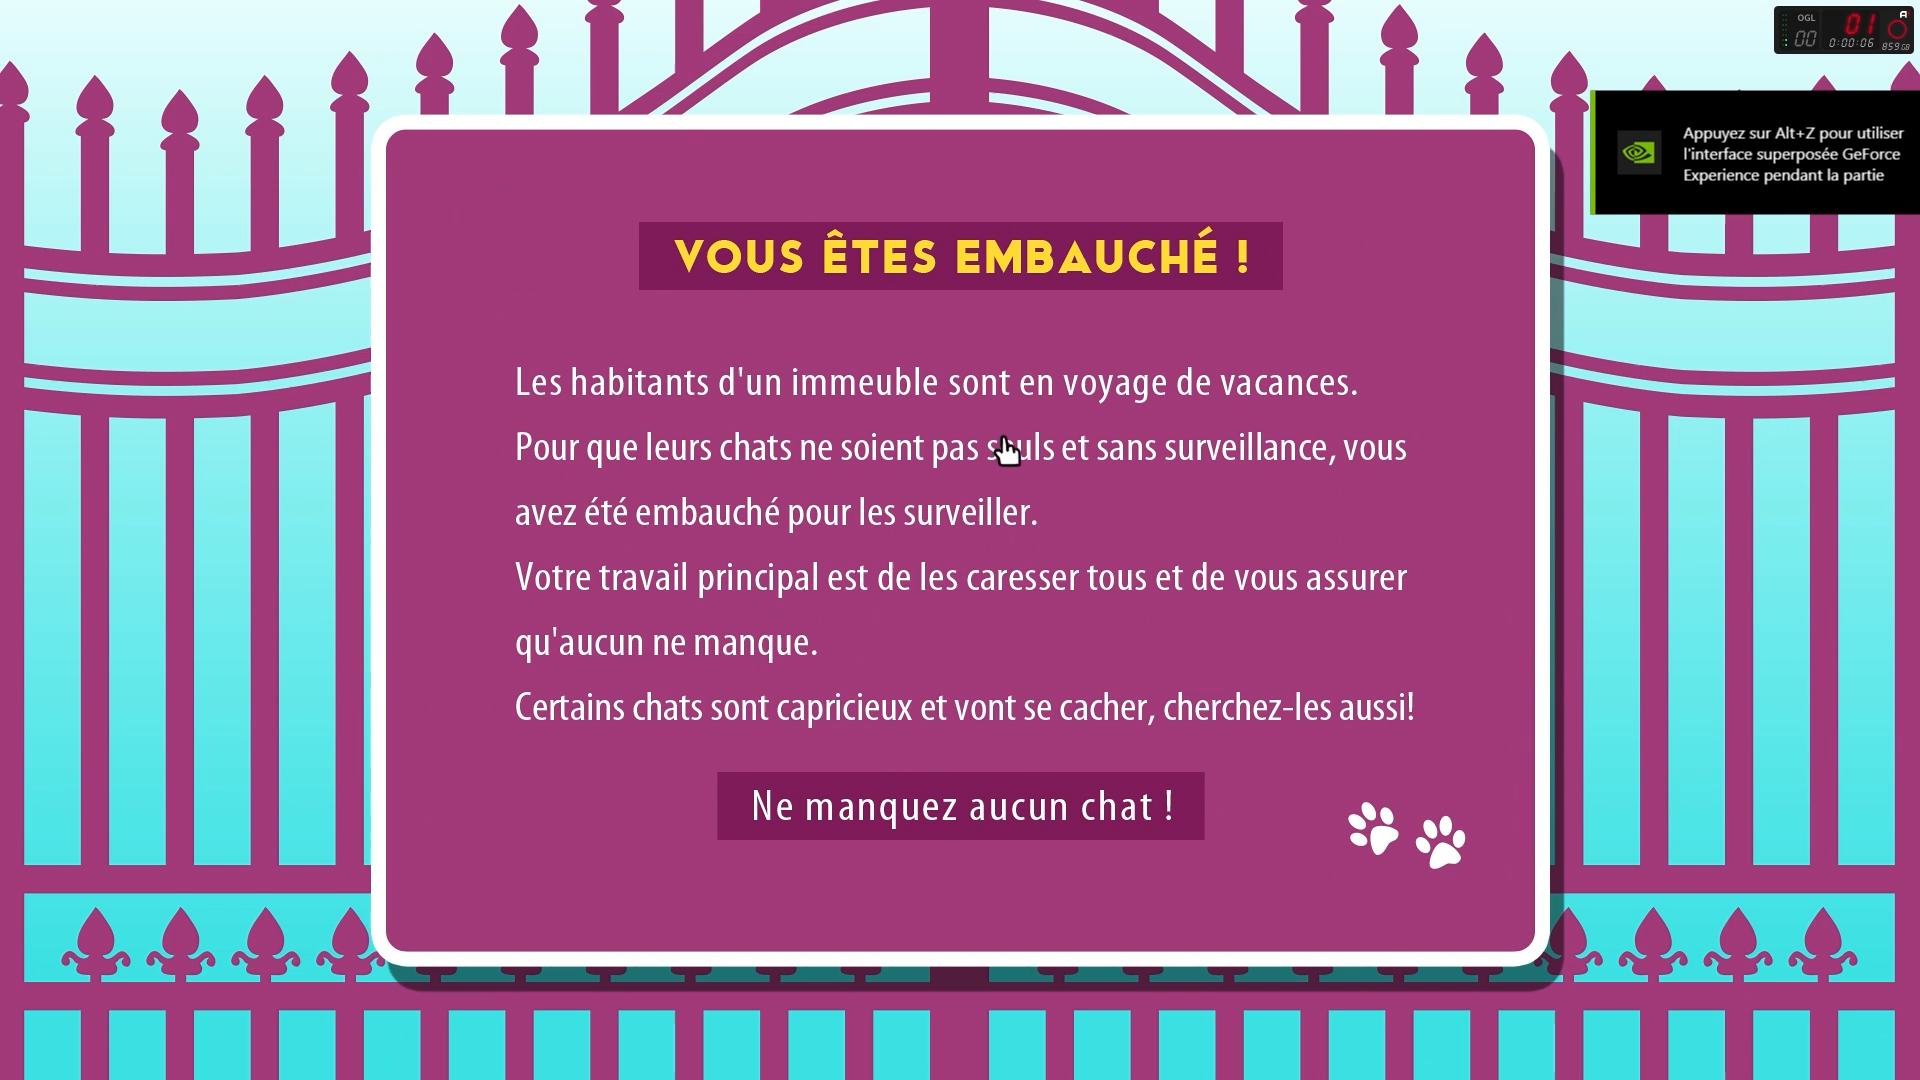 OGL
00
01
0:00:06
859GB
Appuyez sur Alt+Z pour utiliser
l'interface superposée GeForce
Experience pendant la partie
VOUS ÊTES EMBAUCHÉ !
Les habitants d'un immeuble sont en voyage de vacances.
Pour que leurs chats ne soient pas seuls et sans surveillance, vous
avez été embauché pour les surveiller.
Votre travail principal est de les caresser tous et de vous assurer
qu'aucun ne manque.
Certains chats sont capricieux et vont se cacher, cherchez-les aussi!
Ne manquez aucun chat !